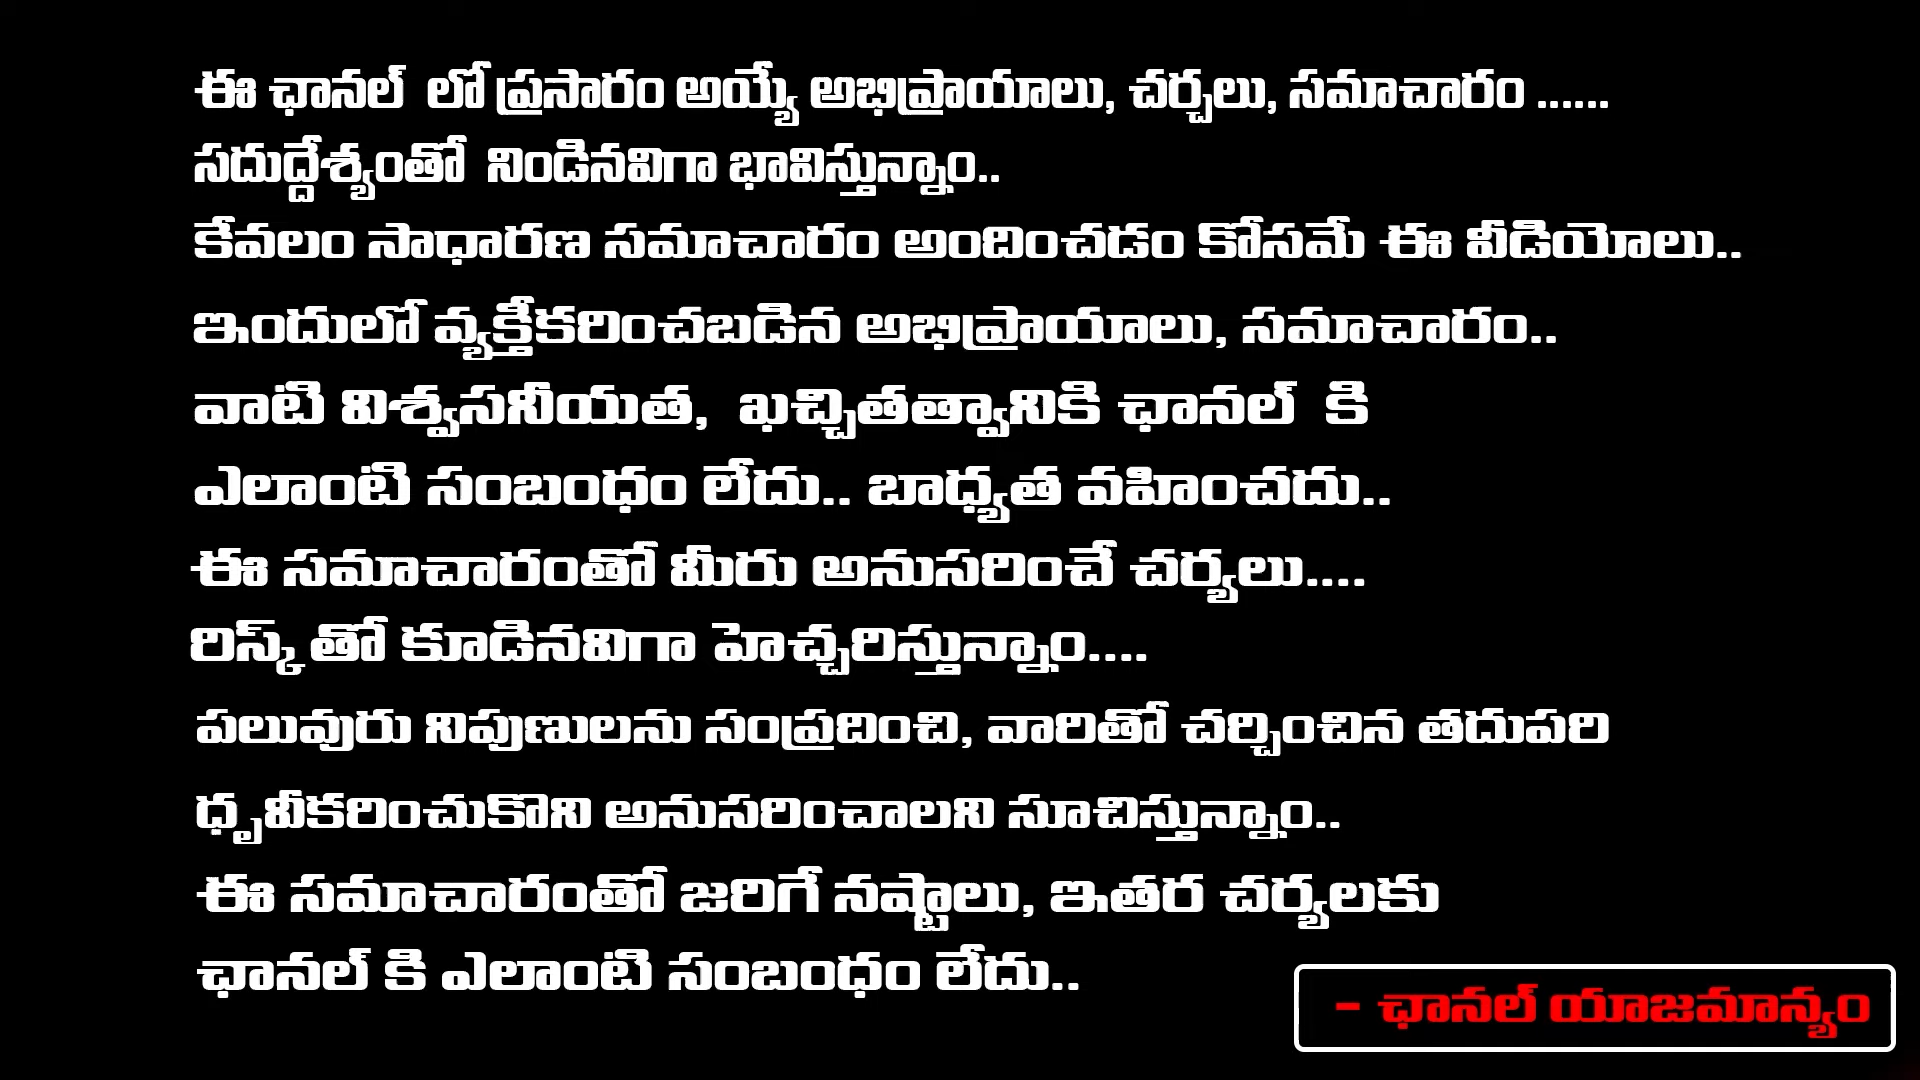 ఈ ఛానల్ లో ప్రసారం అయ్యే అభిప్రాయాలు, చర్చలు, సమాచారం ......
సదుద్దేశ్యంతో నిండినవిగా భావిస్తున్నాం..
కేవలం సాధారణ సమాచారం అందించడం కోసమే ఈ వీడియోలు..
ఇందులో వ్యక్తీకరించబడిన అభిప్రాయాలు, సమాచారం..
వాటి విశ్వసనీయత, ఖచ్చితత్వానికి ఛానల్ కి
ఎలాంటి సంబంధం లేదు.. బాధ్యత వహించదు..
ఈ సమాచారంతో మీరు అనుసరించే చర్యలు....
రిస్క్ తో కూడినవిగా హెచ్చరిస్తున్నాం....
పలువురు నిపుణులను సంప్రదించి, వారితో చర్చించిన తదుపరి
ధృవీకరించుకొని అనుసరించాలని సూచిస్తున్నాం..
ఈ సమాచారంతో జరిగే నష్టాలు, ఇతర చర్యలకు
ఛానల్ కి ఎలాంటి సంబంధం లేదు..
- ఛానల్ యాజమాన్యం